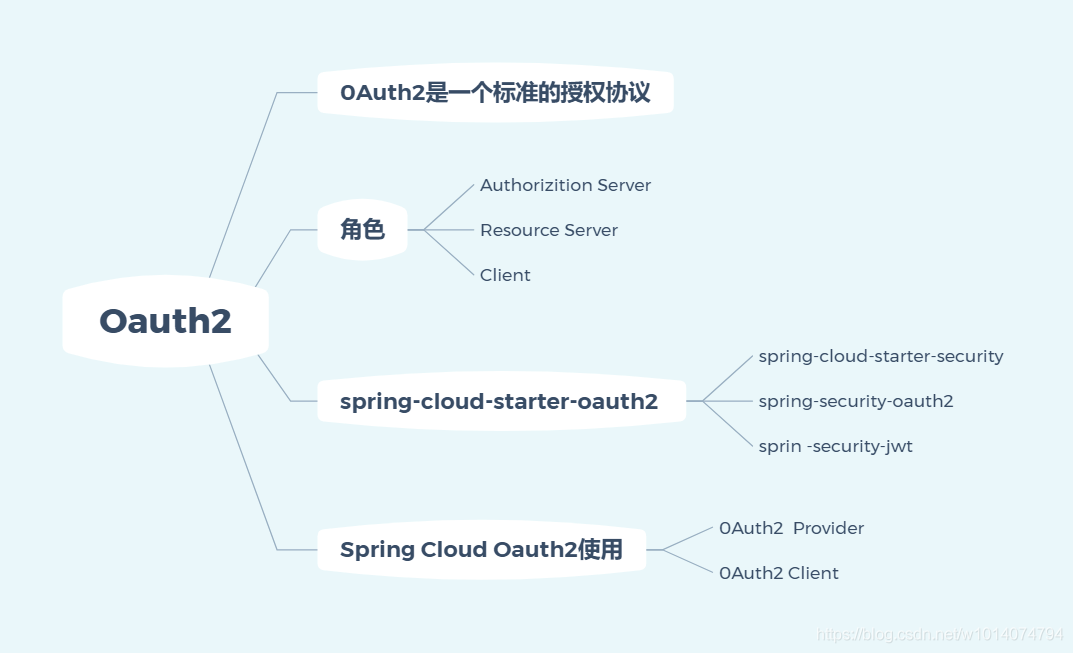 0Auth2是一个标准的授权协议
Authorizition Server
角色
Resource Server
Client
Oauth2
spring-cloud-starter-security
spring-cloud-starter-oauth2
spring-security-oauth2
sprin -security-jwt
0Auth2  Provider
Spring Cloud Oauth2使用
0Auth2 Client
https://blog.csdn.net/w1014074794